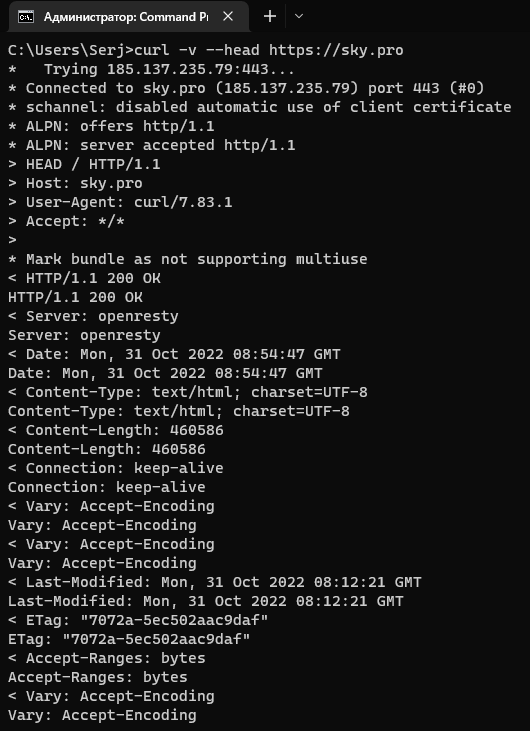 Администратор: Command Pr
C:\Users\Serj>curl -v --head https://sky.pro
*   Trying 185.137.235.79:443...
* Connected to sky.pro (185.137.235.79) port 443 (#0)
* schannel: disabled automatic use of client certificate
* ALPN: offers http/1.1
* ALPN: server accepted http/1.1
> HEAD / HTTP/1.1
> Host: sky.pro
> User-Agent: curl/7.83.1
> Accept: */*
>
* Mark bundle as not supporting multiuse
< HTTP/1.1 200 OK
HTTP/1.1 200 OK
< Server: openresty
Server: openresty
< Date: Mon, 31 Oct 2022 08:54:47 GMT
Date: Mon, 31 Oct 2022 08:54:47 GMT
< Content-Type: text/html; charset=UTF-8
Content-Type: text/html; charset=UTF-8
< Content-Length: 460586
Content-Length: 460586
< Connection: keep-alive
Connection: keep-alive
< Vary: Accept-Encoding
Vary: Accept-Encoding
< Vary: Accept-Encoding
Vary: Accept-Encoding
< Last-Modified: Mon, 31 Oct 2022 08:12:21 GMT
Last-Modified: Mon, 31 Oct 2022 08:12:21 GMT
< ETag: "7072a-5ec502aac9daf"
ETag: "7072a-5ec502aac9daf"
< Accept-Ranges: bytes
Accept-Ranges: bytes
< Vary: Accept-Encoding
Vary: Accept-Encoding